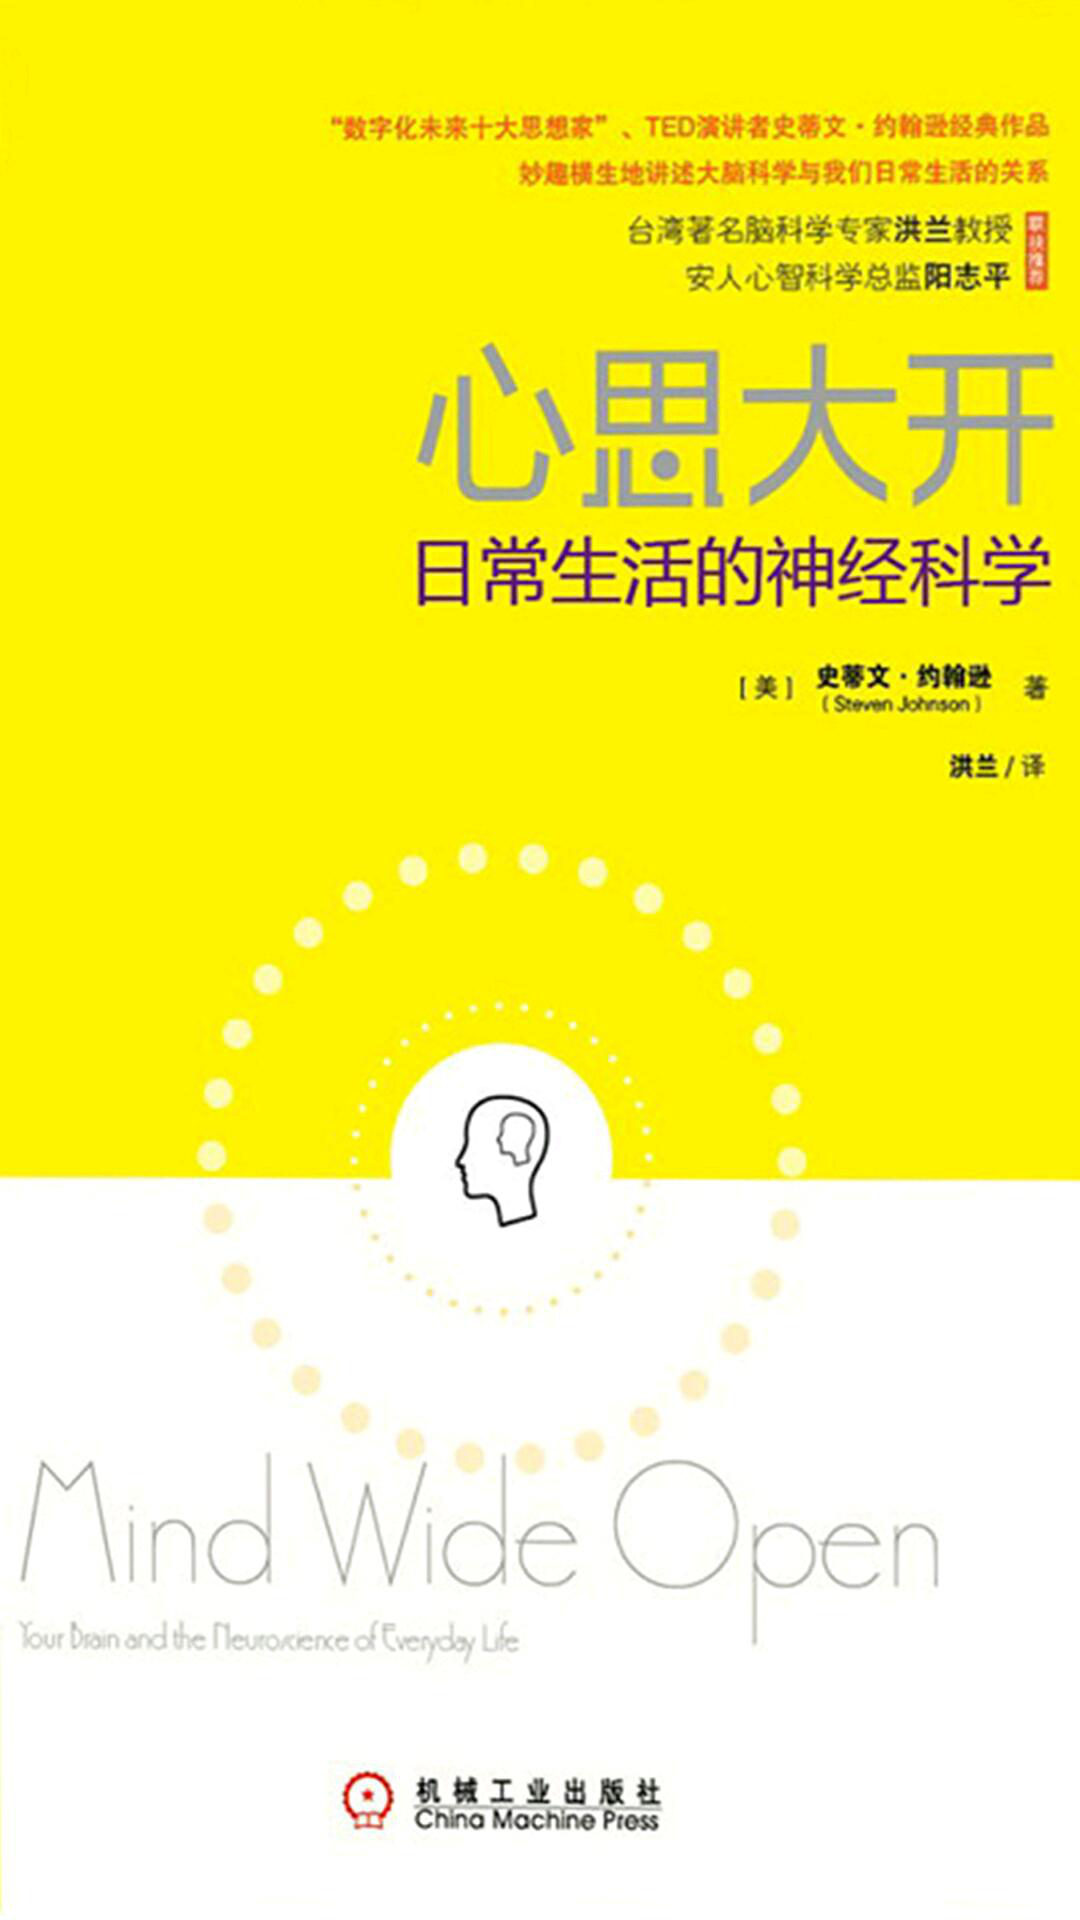 “数字化未来十大思想家”、TED演讲者史蒂文·约翰逊经典作品
妙趣横生地讲述大脑科学与我们日常生活的关系
台湾著名脑科学专家洪兰教授
安人心智科学总监阳志平
联袂推荐
心思大开
日常生活的神经科学
[美] 史蒂文·约翰逊 著
(Steven Johnson)
洪兰/译
Mind Wide Open
Your Brain and the Neuroscience of Everyday Life
机械工业出版社
China Machine Press